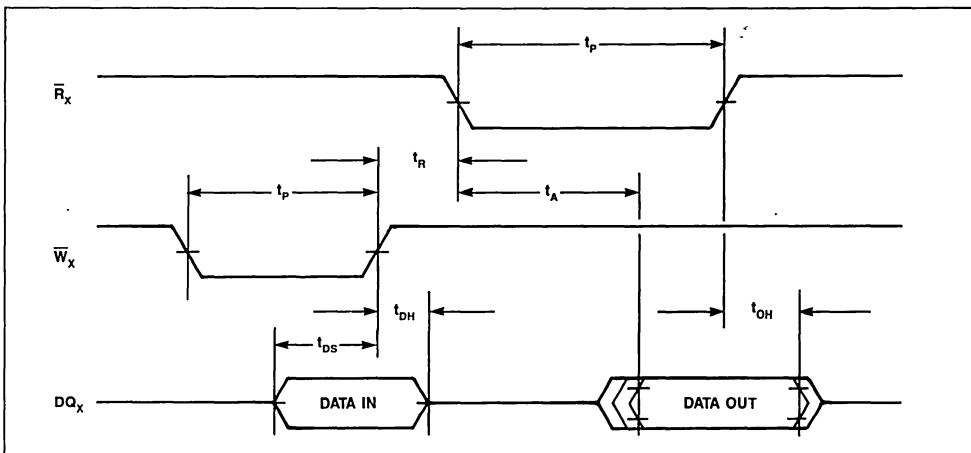 t_P
R̅_X
t_R
t_P
t_A
W̅_X
t_DH
t_OH
t_DS
DQ_X
DATA IN
DATA OUT